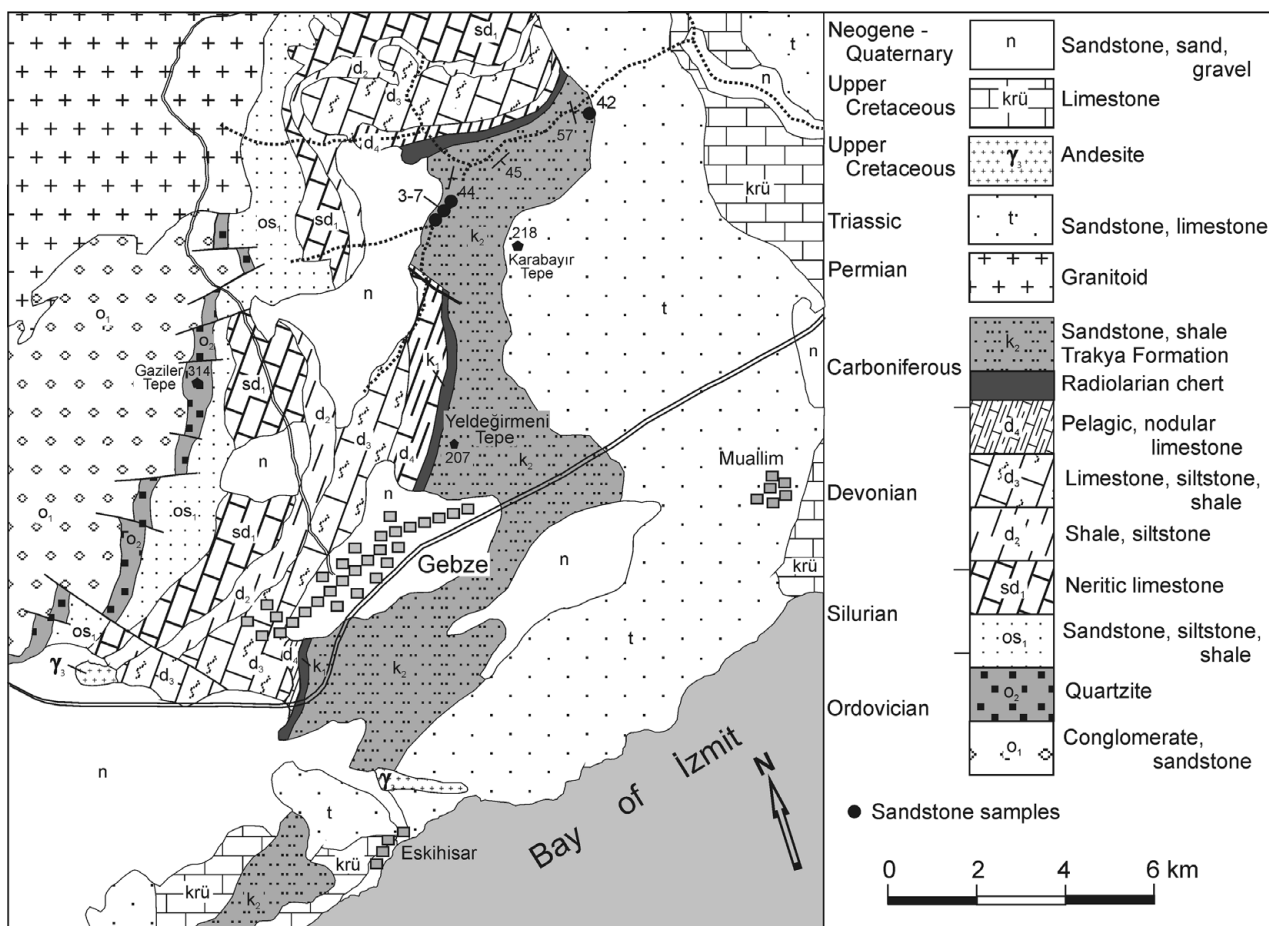 sd₁
d₂
d₃
d₄
t
n
krü
42
57
45
44
3-7
os₁
sd₁
k₂
218
Karabayır
Tepe
n
t
o₁
o₂
Gaziler 314
Tepe
sd₁
d₂
d₃
k₁
d₄
n
Yeldeğirmeni
Tepe
207
k₂
n
n
Muallim
o₁
o₂
os₁
sd₁
d₂
Gebze
n
krü
os₁
γ₃
d₃
d₃
d₄
k₁
k₂
t
n
γ₃
t
Eskihisar
krü
krü
k₂
Bay of İzmit
N
Neogene - Quaternary
n
Sandstone, sand, gravel
Upper Cretaceous
krü
Limestone
Upper Cretaceous
γ₃
Andesite
Triassic
t
Sandstone, limestone
Permian
Granitoid
Carboniferous
k₂
Sandstone, shale
Trakya Formation
Radiolarian chert
d₄
Pelagic, nodular limestone
Devonian
d₃
Limestone, siltstone, shale
d₂
Shale, siltstone
Silurian
sd₁
Neritic limestone
os₁
Sandstone, siltstone, shale
Ordovician
o₂
Quartzite
o₁
Conglomerate, sandstone
Sandstone samples
0 2 4 6 km